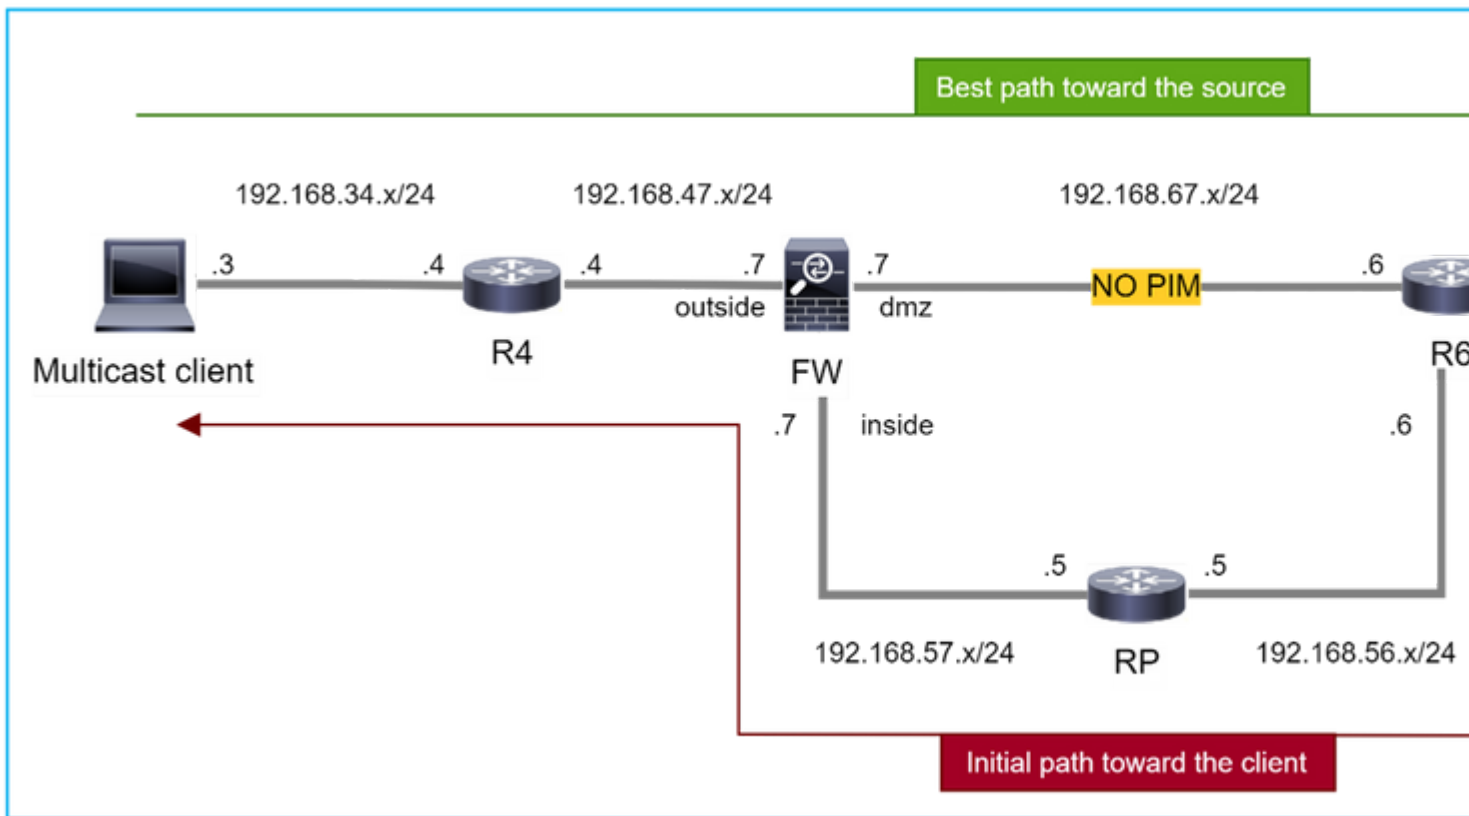 Best path toward the source
192.168.34.x/24
192.168.47.x/24
192.168.67.x/24
.3
.4
.4
.7
.7
.6
NO PIM
outside
dmz
Multicast client
R4
FW
R6
.7
inside
.6
.5
.5
192.168.57.x/24
RP
192.168.56.x/24
Initial path toward the client